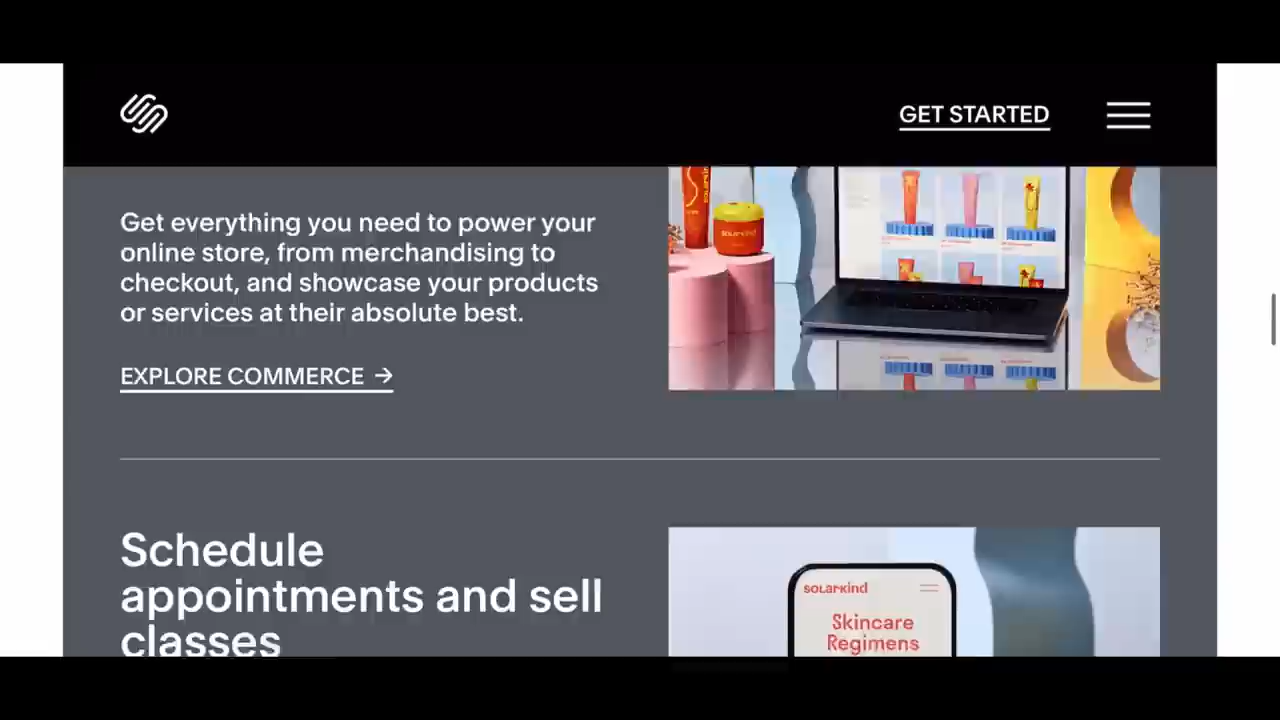 GET STARTED
Get everything you need to power your
online store, from merchandising to
checkout, and showcase your products
or services at their absolute best.
EXPLORE COMMERCE →
solarkind
Schedule
appointments and sell
classes
solarkind
Skincare
Regimens